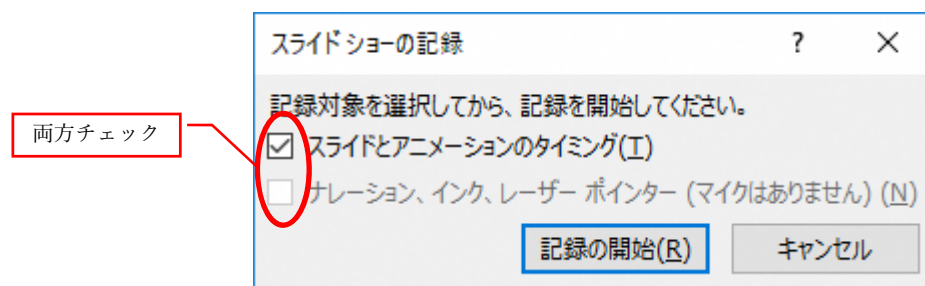 スライド ショーの記録 ? ×
記録対象を選択してから、記録を開始してください。
両方チェック
スライドとアニメーションのタイミング(T)
ナレーション、インク、レーザー ポインター (マイクはありません) (N)
記録の開始(R) キャンセル